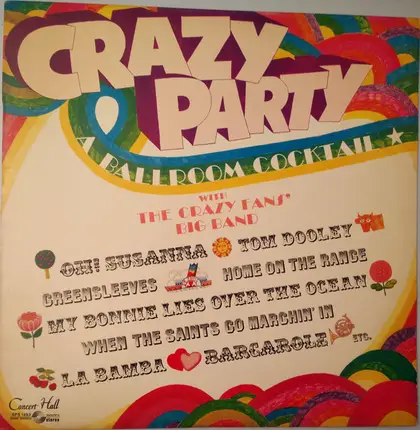 CRAZY
PARTY
A BALLROOM COCKTAIL
WITH
THE CRAZY FANS'
BIG BAND
OH! SUSANNA TOM DOOLEY
GREENSLEEVES HOME ON THE RANGE
MY BONNIE LIES OVER THE OCEAN
WHEN THE SAINTS GO MARCHIN' IN
LA BAMBA BARCAROLE ETC.
Concert Hall
stereo